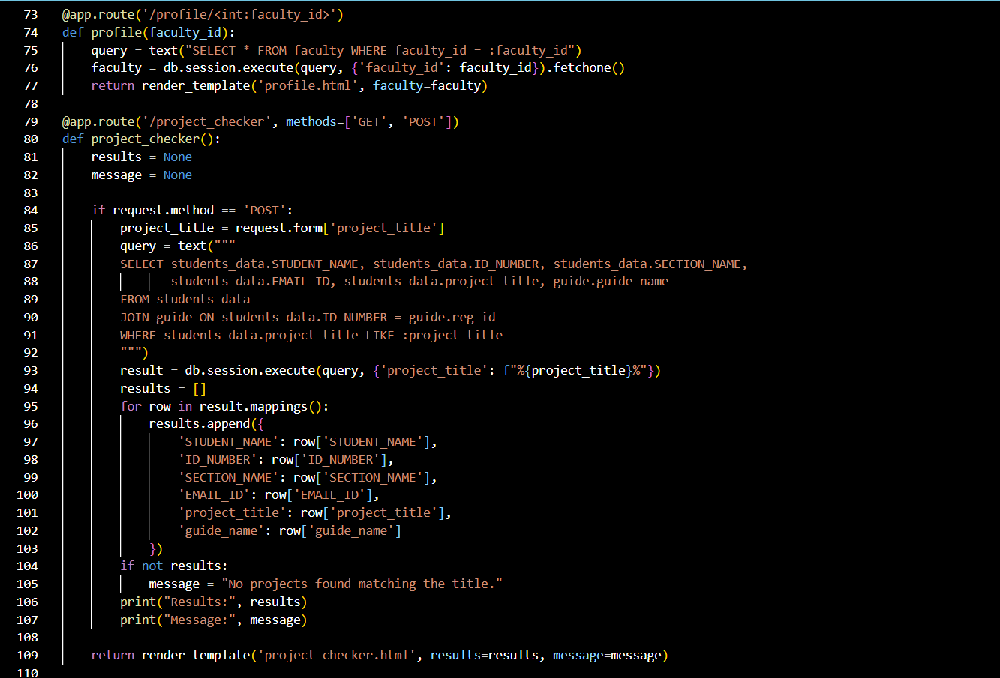 73 @app.route('/profile/<int:faculty_id>')
74 def profile(faculty_id):
75     query = text("SELECT * FROM faculty WHERE faculty_id = :faculty_id")
76     faculty = db.session.execute(query, {'faculty_id': faculty_id}).fetchone()
77     return render_template('profile.html', faculty=faculty)
78
79 @app.route('/project_checker', methods=['GET', 'POST'])
80 def project_checker():
81     results = None
82     message = None
83
84     if request.method == 'POST':
85         project_title = request.form['project_title']
86         query = text("""
87         SELECT students_data.STUDENT_NAME, students_data.ID_NUMBER, students_data.SECTION_NAME,
88                students_data.EMAIL_ID, students_data.project_title, guide.guide_name
89         FROM students_data
90         JOIN guide ON students_data.ID_NUMBER = guide.reg_id
91         WHERE students_data.project_title LIKE :project_title
92         """)
93         result = db.session.execute(query, {'project_title': f"%{project_title}%"})
94         results = []
95         for row in result.mappings():
96             results.append({
97                 'STUDENT_NAME': row['STUDENT_NAME'],
98                 'ID_NUMBER': row['ID_NUMBER'],
99                 'SECTION_NAME': row['SECTION_NAME'],
100                 'EMAIL_ID': row['EMAIL_ID'],
101                 'project_title': row['project_title'],
102                 'guide_name': row['guide_name']
103             })
104         if not results:
105             message = "No projects found matching the title."
106         print("Results:", results)
107         print("Message:", message)
108
109     return render_template('project_checker.html', results=results, message=message)
110